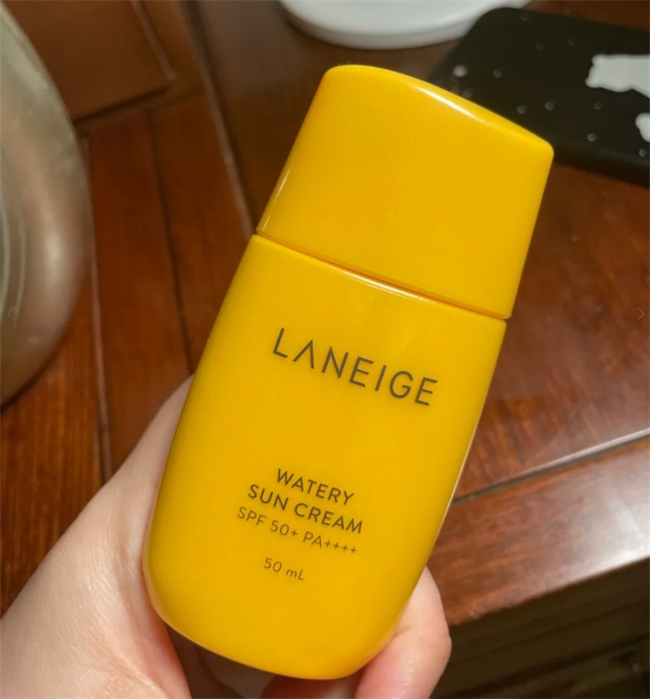 LANEIGE
WATERY
SUN CREAM
SPF 50+ PA++++
50 mL